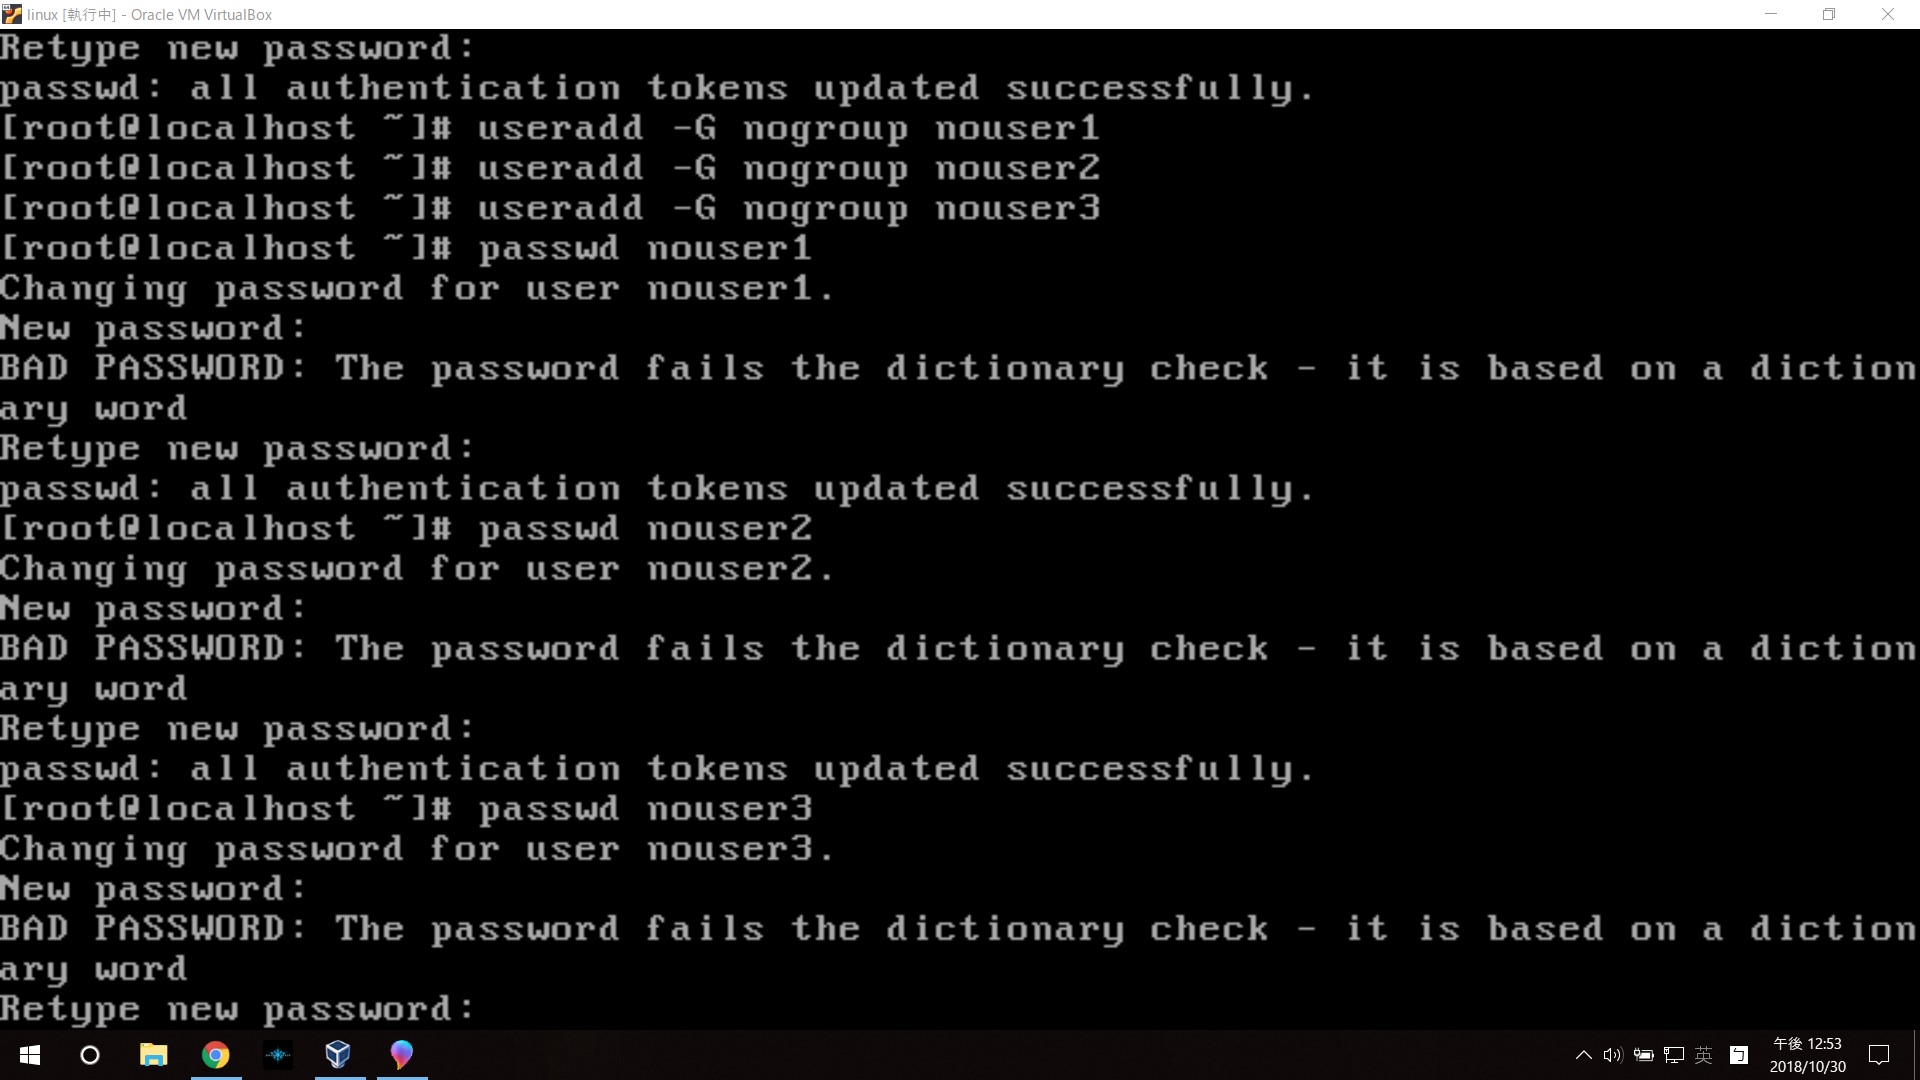 linux [執行中] - Oracle VM VirtualBox
Retype new password:
passwd: all authentication tokens updated successfully.
[root@localhost ~]# useradd -G nogroup nouser1
[root@localhost ~]# useradd -G nogroup nouser2
[root@localhost ~]# useradd -G nogroup nouser3
[root@localhost ~]# passwd nouser1
Changing password for user nouser1.
New password:
BAD PASSWORD: The password fails the dictionary check - it is based on a diction
ary word
Retype new password:
passwd: all authentication tokens updated successfully.
[root@localhost ~]# passwd nouser2
Changing password for user nouser2.
New password:
BAD PASSWORD: The password fails the dictionary check - it is based on a diction
ary word
Retype new password:
passwd: all authentication tokens updated successfully.
[root@localhost ~]# passwd nouser3
Changing password for user nouser3.
New password:
BAD PASSWORD: The password fails the dictionary check - it is based on a diction
ary word
Retype new password:
英 ㄅ 午後 12:53
2018/10/30